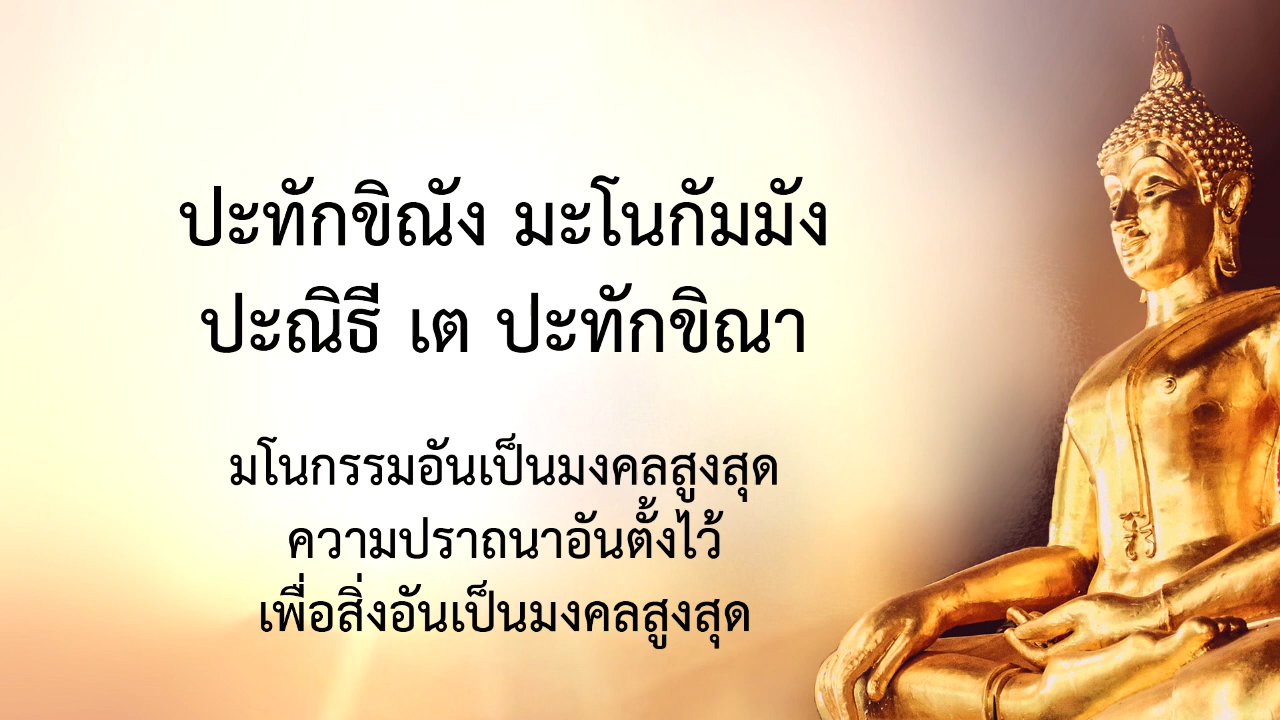 ปะทักขิณัง มะโนกัมมัง
ปะณิธี เต ปะทักขิณา
มโนกรรมอันเป็นมงคลสูงสุด
ความปราถนาอันตั้งไว้
เพื่อสิ่งอันเป็นมงคลสูงสุด